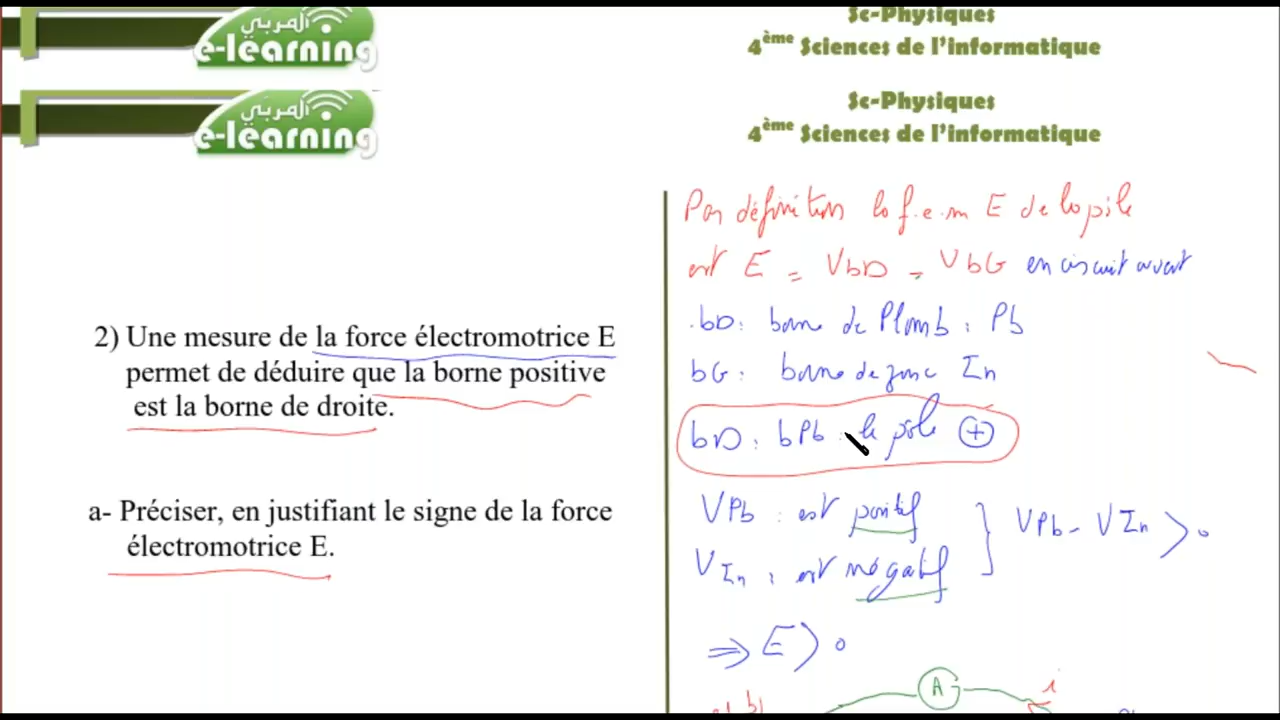 العربي
e-learning
Sc-Physiques
4ème Sciences de l'informatique
العربي
e-learning
Sc-Physiques
4ème Sciences de l'informatique
2) Une mesure de la force électromotrice E
permet de déduire que la borne positive
est la borne de droite.
a- Préciser, en justifiant le signe de la force
électromotrice E.
Par définition la f.e.m E de la pile
est E = VbD - VbG en circuit ouvert
bD: borne de Plomb: Pb
bG: borne de zinc Zn
bD: bPb: le pôle +
VPb: est positif
VZn: est négatif
} VPb - VZn > 0
⇒ E > 0
A
i